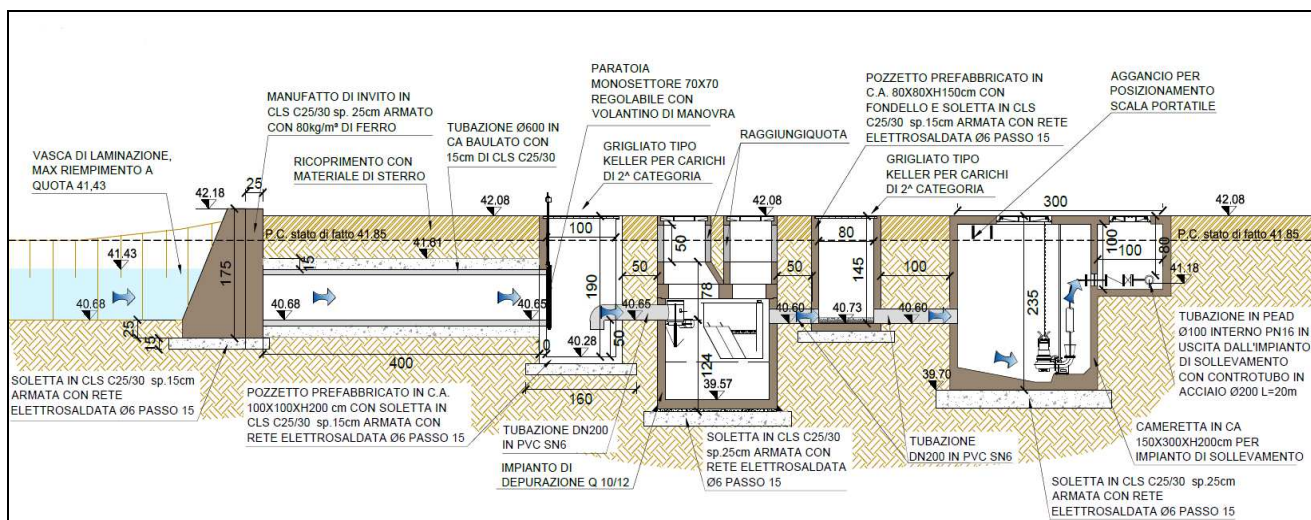 VASCA DI LAMINAZIONE,
MAX RIEMPIMENTO A
QUOTA 41,43
MANUFATTO DI INVITO in
CLS C25/30 sp. 25cm ARMATO
CON 80kg/m³ DI FERRO
RICOPRIMENTO CON
MATERIALE DI STERRO
TUBAZIONE Ø600 IN
CA BAULATO CON
15cm DI CLS C25/30
PARATOIA
MONOSETTORE 70X70
REGOLABILE CON
VOLANTINO DI MANOVRA
GRIGLIATO TIPO
KELLER PER CARICHI
DI 2^ CATEGORIA
RAGGIUNGIQUOTA
POZZETTO PREFABBRICATO IN
C.A. 80X80XH150cm CON
FONDELLO E SOLETTA IN CLS
C25/30 sp.15cm ARMATA CON RETE
ELETTROSALDATA Ø6 PASSO 15
GRIGLIATO TIPO
KELLER PER CARICHI
DI 2^ CATEGORIA
AGGANCIO PER
POSIZIONAMENTO
SCALA PORTATILE
42.18
25
42.08
42.08
300
42.08
P.C. stato di fatto 41.85
41.61
15
100
50
80
100
100
80
P.C. stato di fatto 41.85
41.43
175
190
50
78
50
145
100
235
41.18
40.68
40.68
40.65
40.65
40.60
40.73
40.60
25
15
400
10
40.28
50
160
124
39.57
39.70
SOLETTA IN CLS C25/30 sp.15cm
ARMATA CON RETE
ELETTROSALDATA Ø6 PASSO 15
POZZETTO PREFABBRICATO IN C.A.
100X100XH200 cm CON SOLETTA IN
CLS C25/30 sp.15cm ARMATA CON
RETE ELETTROSALDATA Ø6 PASSO 15
TUBAZIONE DN200
IN PVC SN6
IMPIANTO DI
DEPURAZIONE Q 10/12
SOLETTA IN CLS C25/30
sp.25cm ARMATA CON
RETE ELETTROSALDATA
Ø6 PASSO 15
TUBAZIONE
DN200 IN PVC SN6
TUBAZIONE IN PEAD
Ø100 INTERNO PN16 IN
USCITA DALL'IMPIANTO
DI SOLLEVAMENTO
CON CONTROTUBO IN
ACCIAIO Ø200 L=20m
CAMERETTA IN CA
150X300XH200cm PER
IMPIANTO DI SOLLEVAMENTO
SOLETTA IN CLS C25/30 sp.25cm
ARMATA CON RETE
ELETTROSALDATA Ø6 PASSO 15